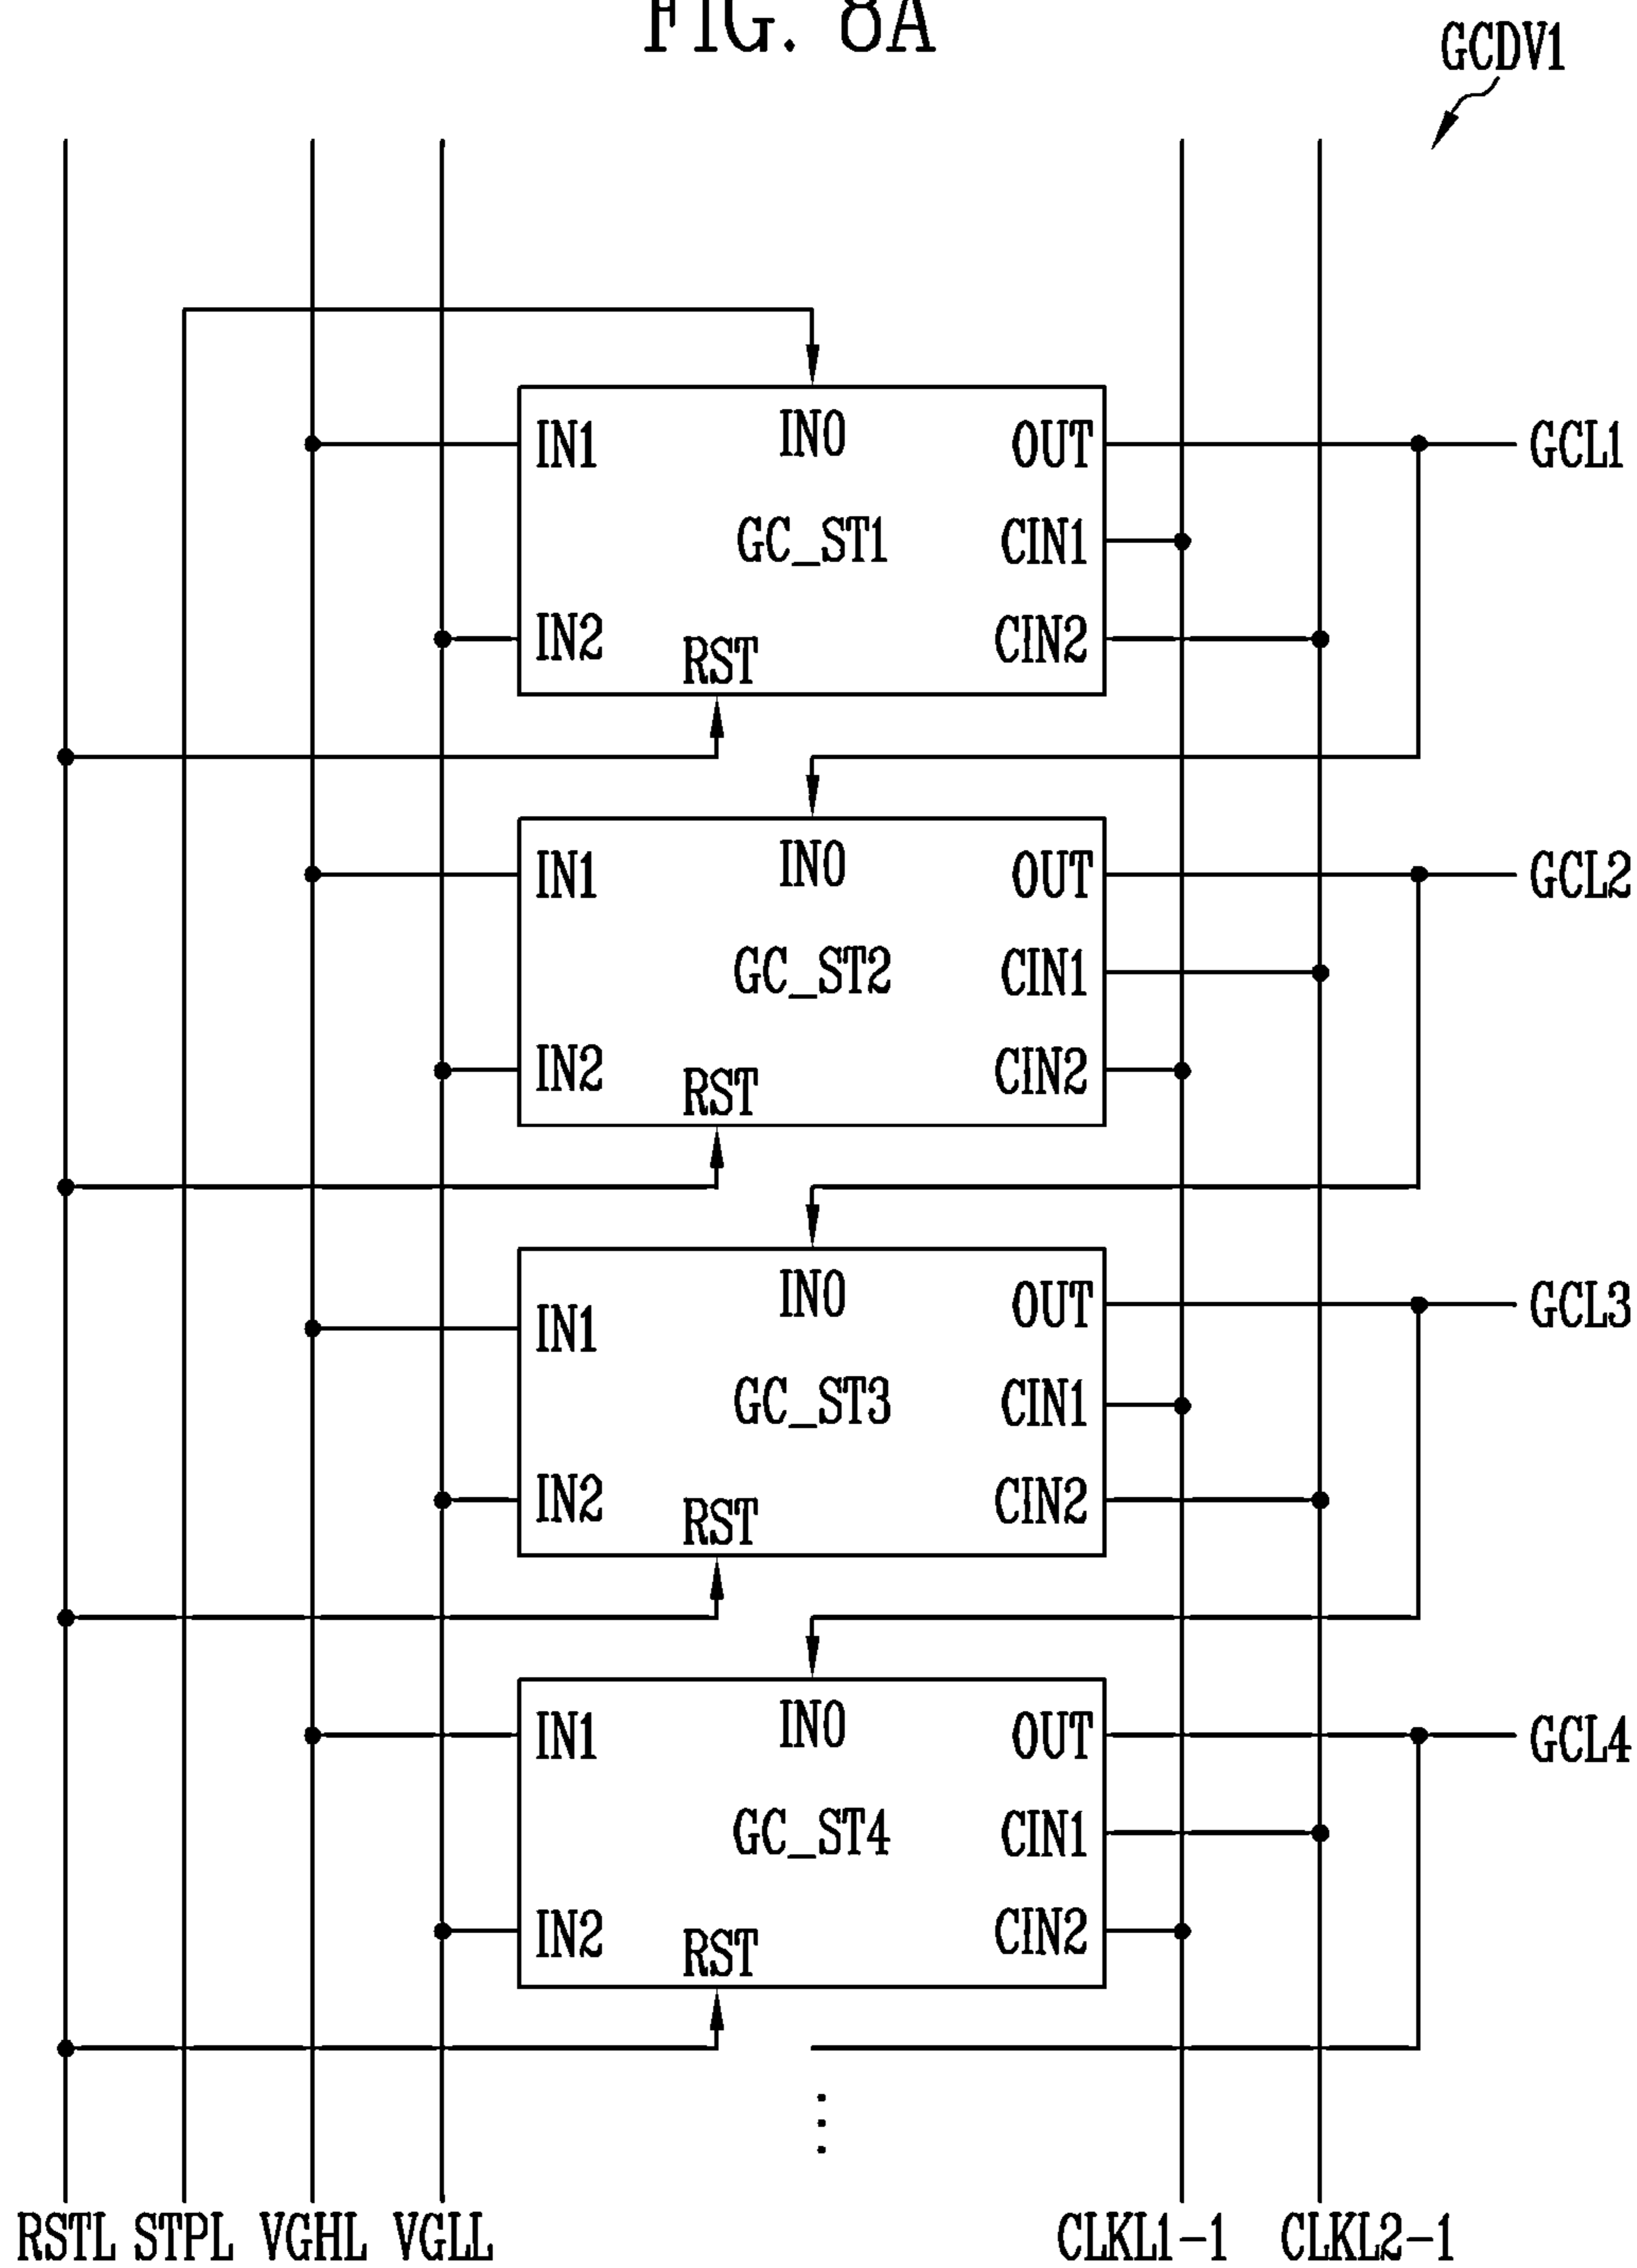 FIG. 8A
GCDV1
IN1 IN0 OUT GCL1
GC_ST1 CIN1
IN2 RST CIN2
IN1 IN0 OUT GCL2
GC_ST2 CIN1
IN2 RST CIN2
IN1 IN0 OUT GCL3
GC_ST3 CIN1
IN2 RST CIN2
IN1 IN0 OUT GCL4
GC_ST4 CIN1
IN2 RST CIN2
RSTL STPL VGHL VGLL CLKL1-1 CLKL2-1